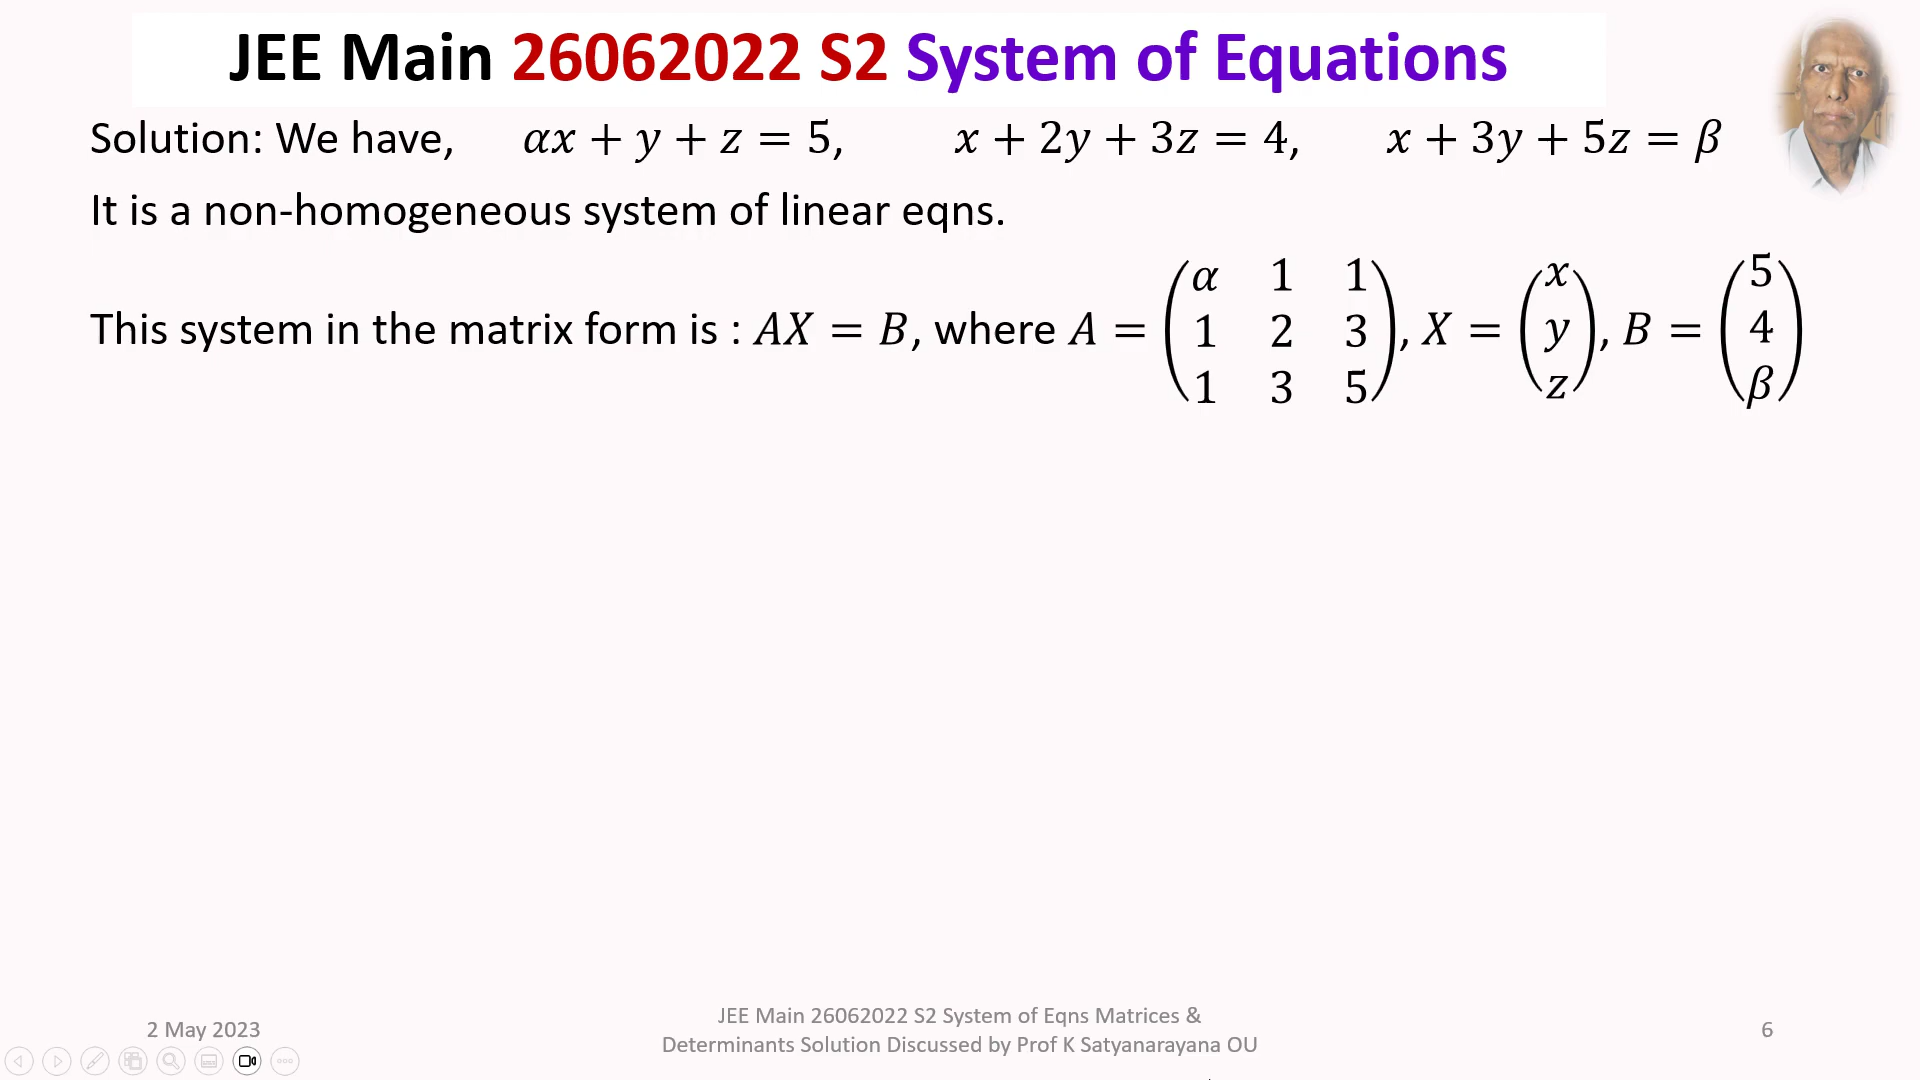 JEE Main 26062022 S2 System of Equations
Solution: We have, αx + y + z = 5, x + 2y + 3z = 4, x + 3y + 5z = β
It is a non-homogeneous system of linear eqns.
This system in the matrix form is : AX = B, where A = (α 1 1; 1 2 3; 1 3 5), X = (x; y; z), B = (5; 4; β)
2 May 2023
JEE Main 26062022 S2 System of Eqns Matrices &
Determinants Solution Discussed by Prof K Satyanarayana OU
6